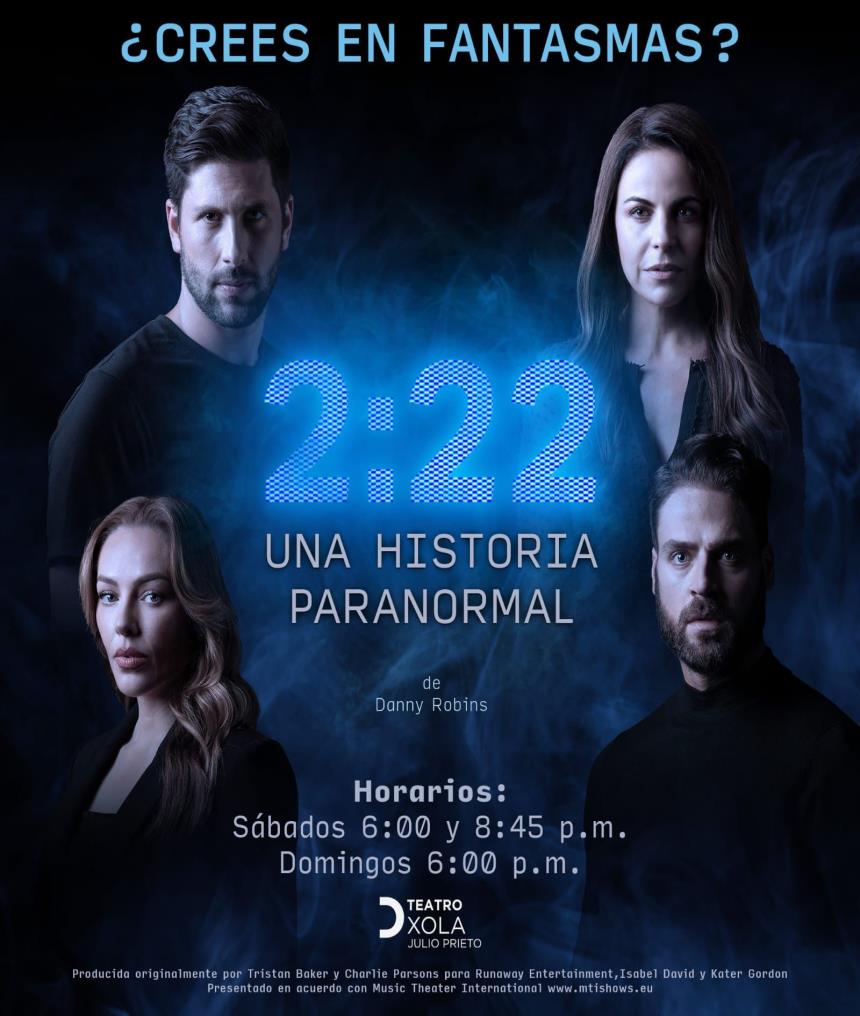 ¿CREES EN FANTASMAS?
2:22
UNA HISTORIA
PARANORMAL
de
Danny Robins
Horarios:
Sábados 6:00 y 8:45 p.m.
Domingos 6:00 p.m.
TEATRO
XOLA
JULIO PRIETO
Producida originalmente por Tristan Baker y Charlie Parsons para Runaway Entertainment,Isabel David y Kater Gordon
Presentado en acuerdo con Music Theater International www.mtishows.eu